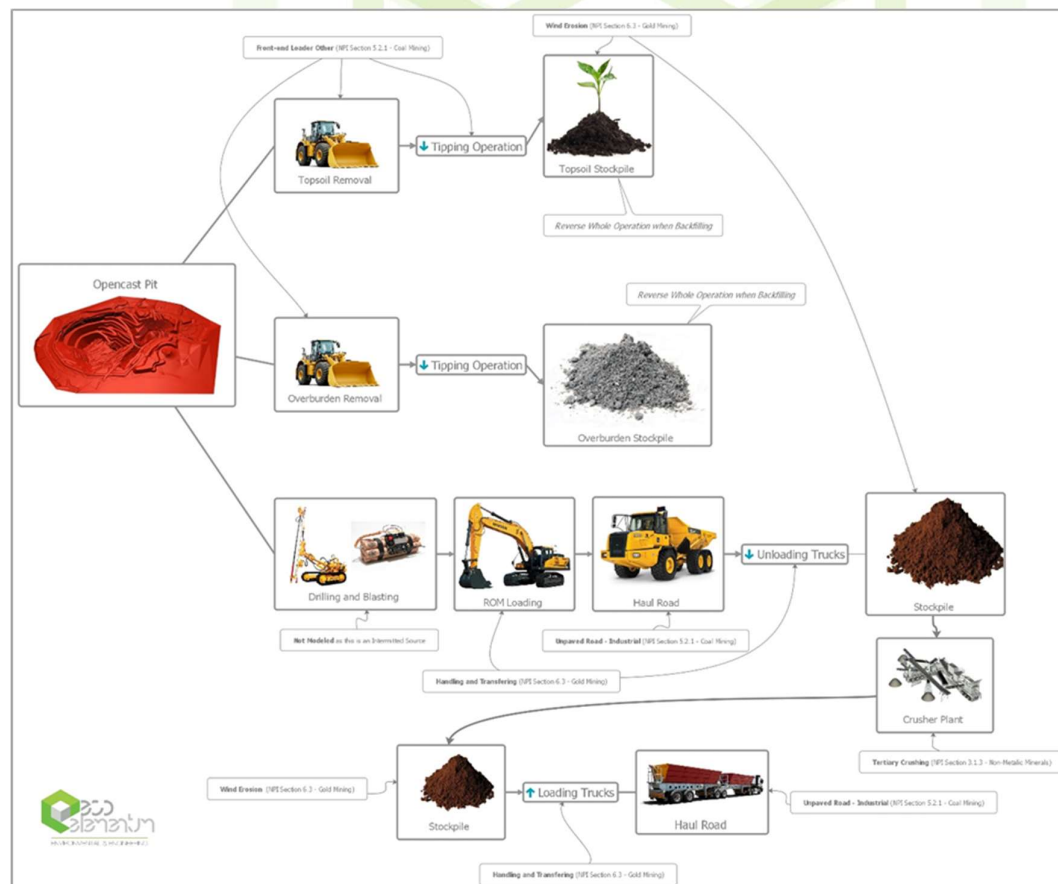 Front-end Loader Other (NPI Section 5.2.1 - Coal Mining)
Wind Erosion (NPI Section 6.3 - Gold Mining)
Topsoil Removal
Tipping Operation
Topsoil Stockpile
Reverse Whole Operation when Backfilling
Opencast Pit
Reverse Whole Operation when Backfilling
Overburden Removal
Tipping Operation
Overburden Stockpile
Drilling and Blasting
ROM Loading
Haul Road
Unloading Trucks
Stockpile
Not Modeled as this is an Intermitted Source
Unpaved Road - Industrial (NPI Section 5.2.1 - Coal Mining)
Handling and Transfering (NPI Section 6.3 - Gold Mining)
Crusher Plant
Tertiary Crushing (NPI Section 3.1.3 - Non-Metalic Minerals)
Wind Erosion (NPI Section 6.3 - Gold Mining)
Stockpile
Loading Trucks
Haul Road
Unpaved Road - Industrial (NPI Section 5.2.1 - Coal Mining)
eco
elementum
ENVIRONMENTAL & ENGINEERING
Handling and Transfering (NPI Section 6.3 - Gold Mining)